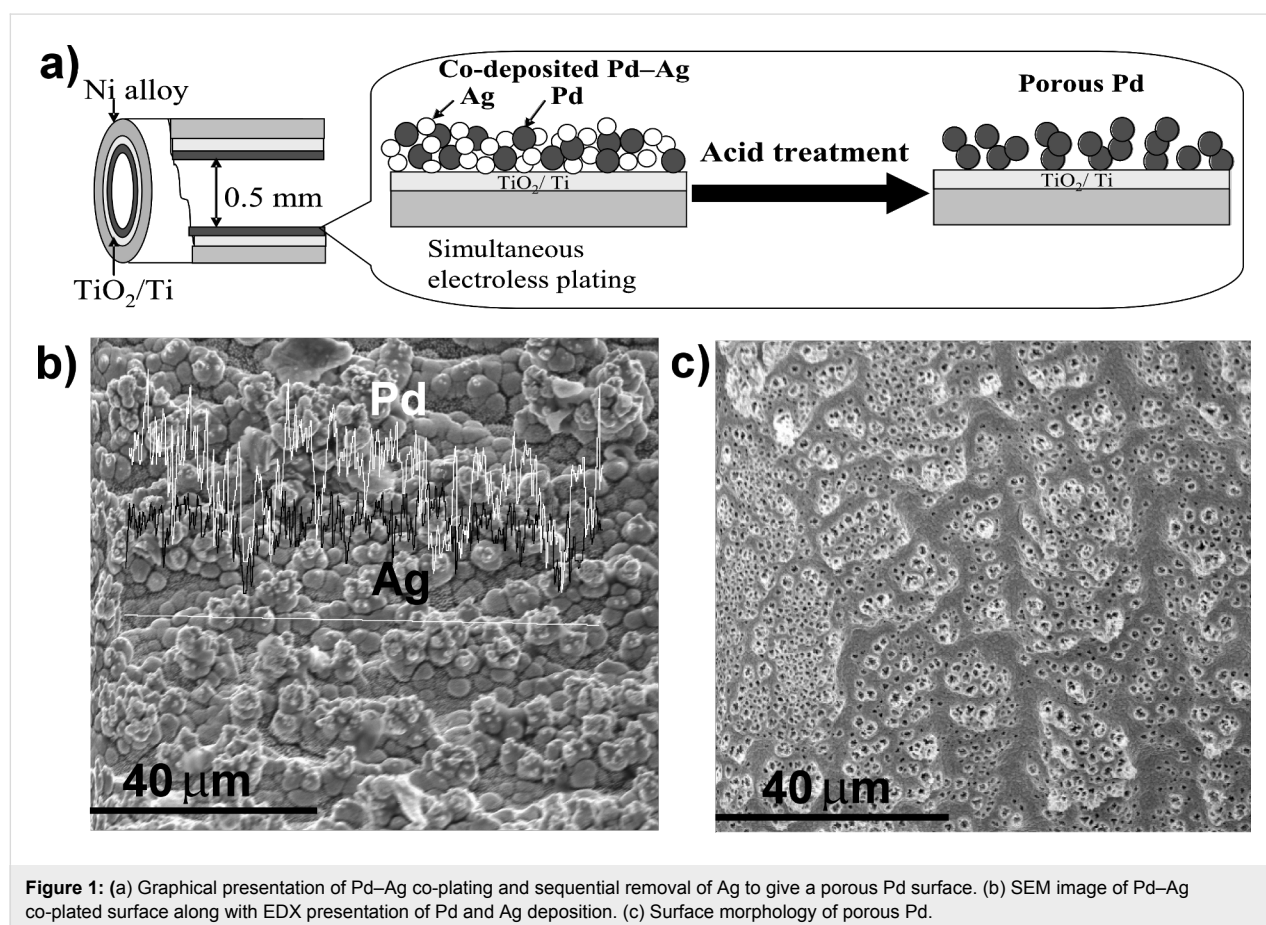 a)
Ni alloy
0.5 mm
TiO₂/Ti
Co-deposited Pd–Ag
Ag
Pd
TiO₂/ Ti
Simultaneous
electroless plating
Acid treatment
Porous Pd
TiO₂/ Ti
b)
Pd
Ag
40 µm
c)
40 µm
Figure 1: (a) Graphical presentation of Pd–Ag co-plating and sequential removal of Ag to give a porous Pd surface. (b) SEM image of Pd–Ag
co-plated surface along with EDX presentation of Pd and Ag deposition. (c) Surface morphology of porous Pd.